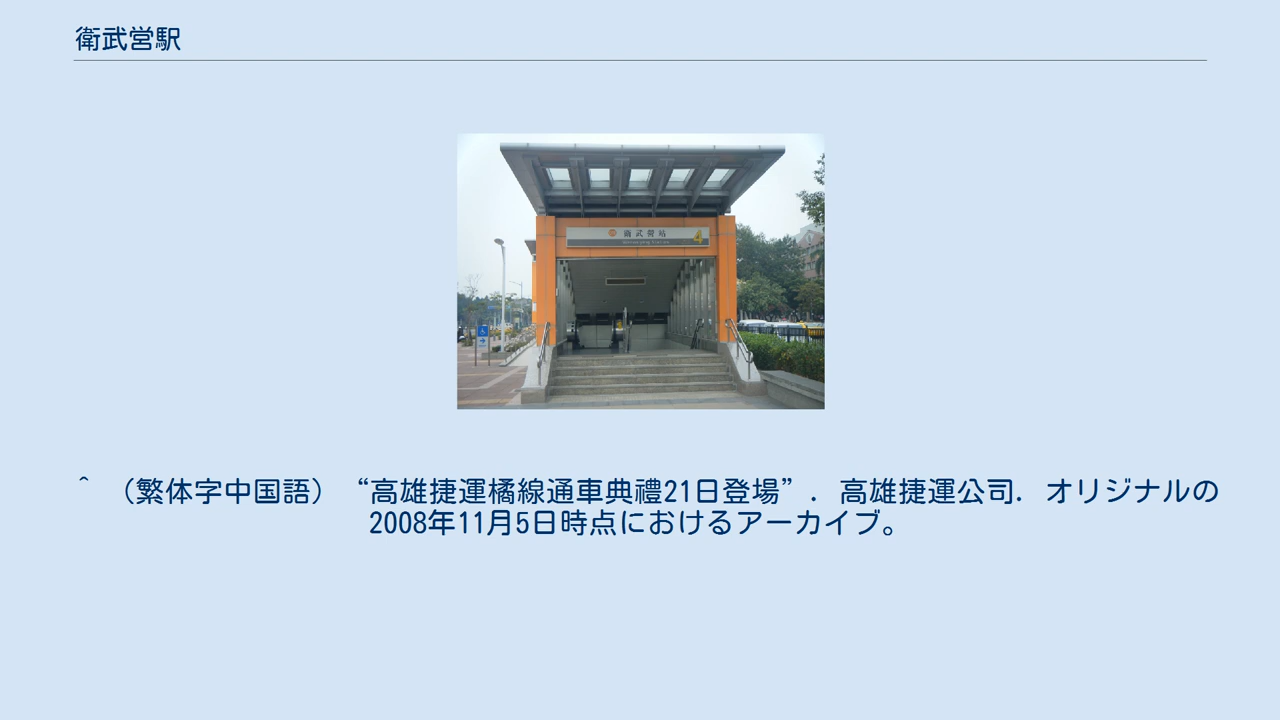 衛武営駅
衛武營站
4
^ （繁体字中国語） “高雄捷運橘線通車典禮21日登場”. 高雄捷運公司. オリジナルの
2008年11月5日時点におけるアーカイブ。